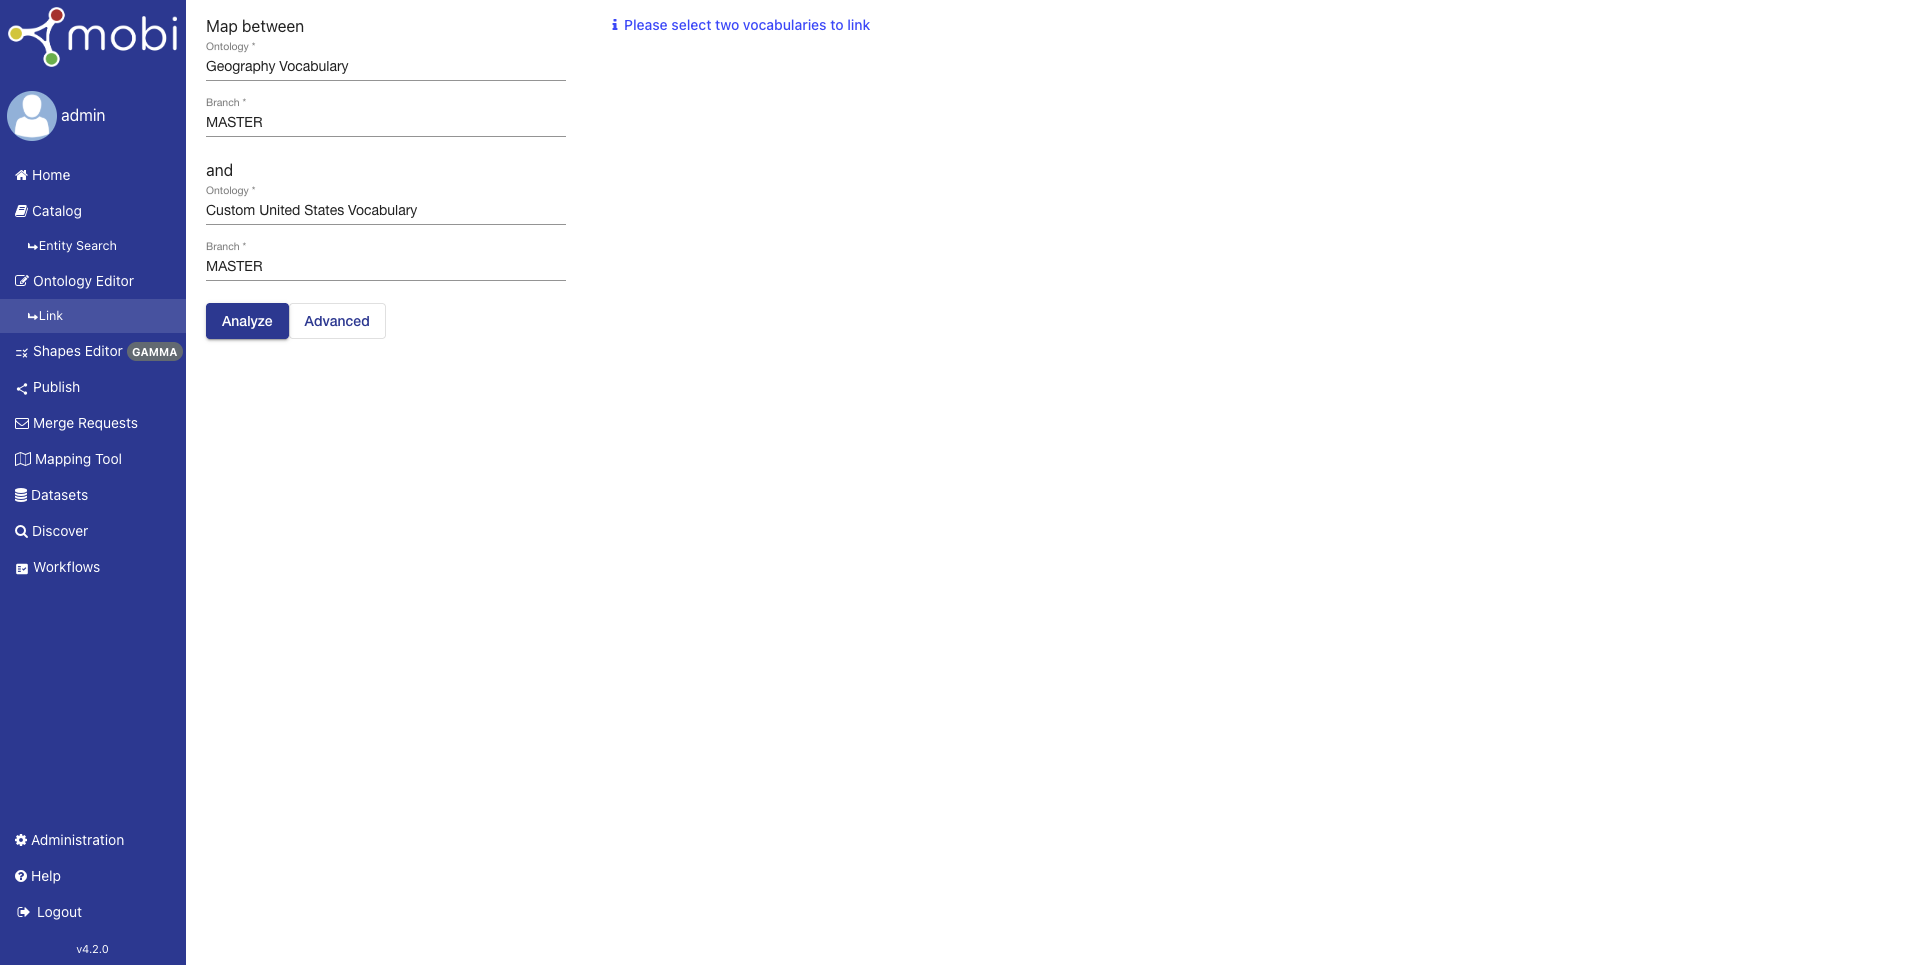 mobi
admin
Home
Catalog
Entity Search
Ontology Editor
Link
Shapes Editor GAMMA
Publish
Merge Requests
Mapping Tool
Datasets
Discover
Workflows
Administration
Help
Logout
v4.2.0
Map between
Ontology *
Geography Vocabulary
Branch *
MASTER
and
Ontology *
Custom United States Vocabulary
Branch *
MASTER
Analyze Advanced
Please select two vocabularies to link